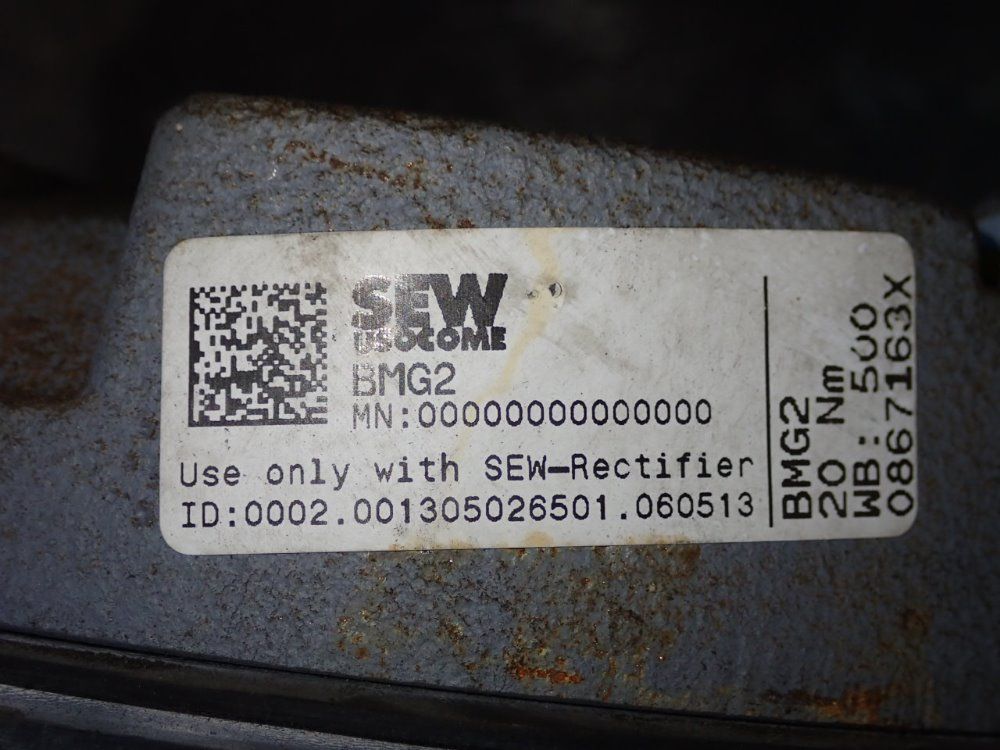 SEW
USOCOME
BMG2
MN:00000000000000
Use only with SEW-Rectifier
ID:0002.001305026501.060513
BMG2
20 Nm
WB: 500
0867163X